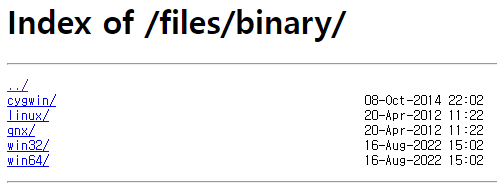 Index of /files/binary/
../
cygwin/ 08-Oct-2014 22:02
linux/ 20-Apr-2012 11:22
qnx/ 20-Apr-2012 11:22
win32/ 16-Aug-2022 15:02
win64/ 16-Aug-2022 15:02